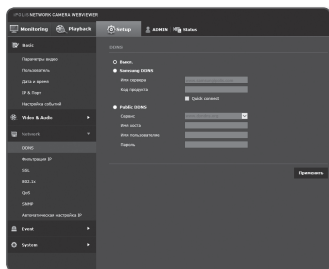 iPOLiS NETWORK CAMERA WEBVIEWER
Monitoring Playback Setup ADMIN Status
Basic
Параметры видео
Пользователь
Дата и время
IP & Порт
Настройка событий
Video & Audio
Network
DDNS
Фильтрация IP
SSL
802.1x
QoS
SNMP
Автоматическая настройка IP
Event
System
DDNS
Выкл.
Samsung DDNS
Имя сервера
Код продукта
Quick connect
Public DDNS
Сервис
Имя хоста
Имя пользователя
Пароль
Применить